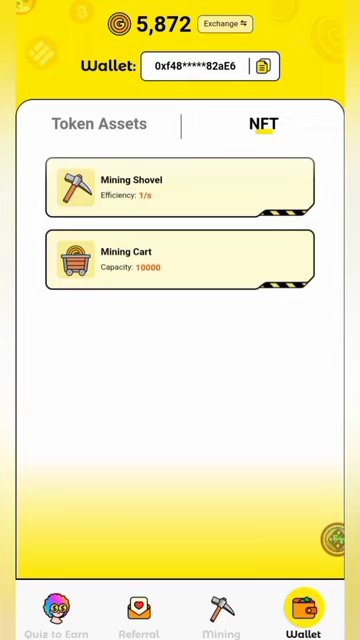 5,872
Exchange
Wallet:
0xf48*****82aE6
Token Assets
NFT
Mining Shovel
Efficiency: 1/s
Mining Cart
Capacity: 10000
Quiz to Earn
Referral
Mining
Wallet